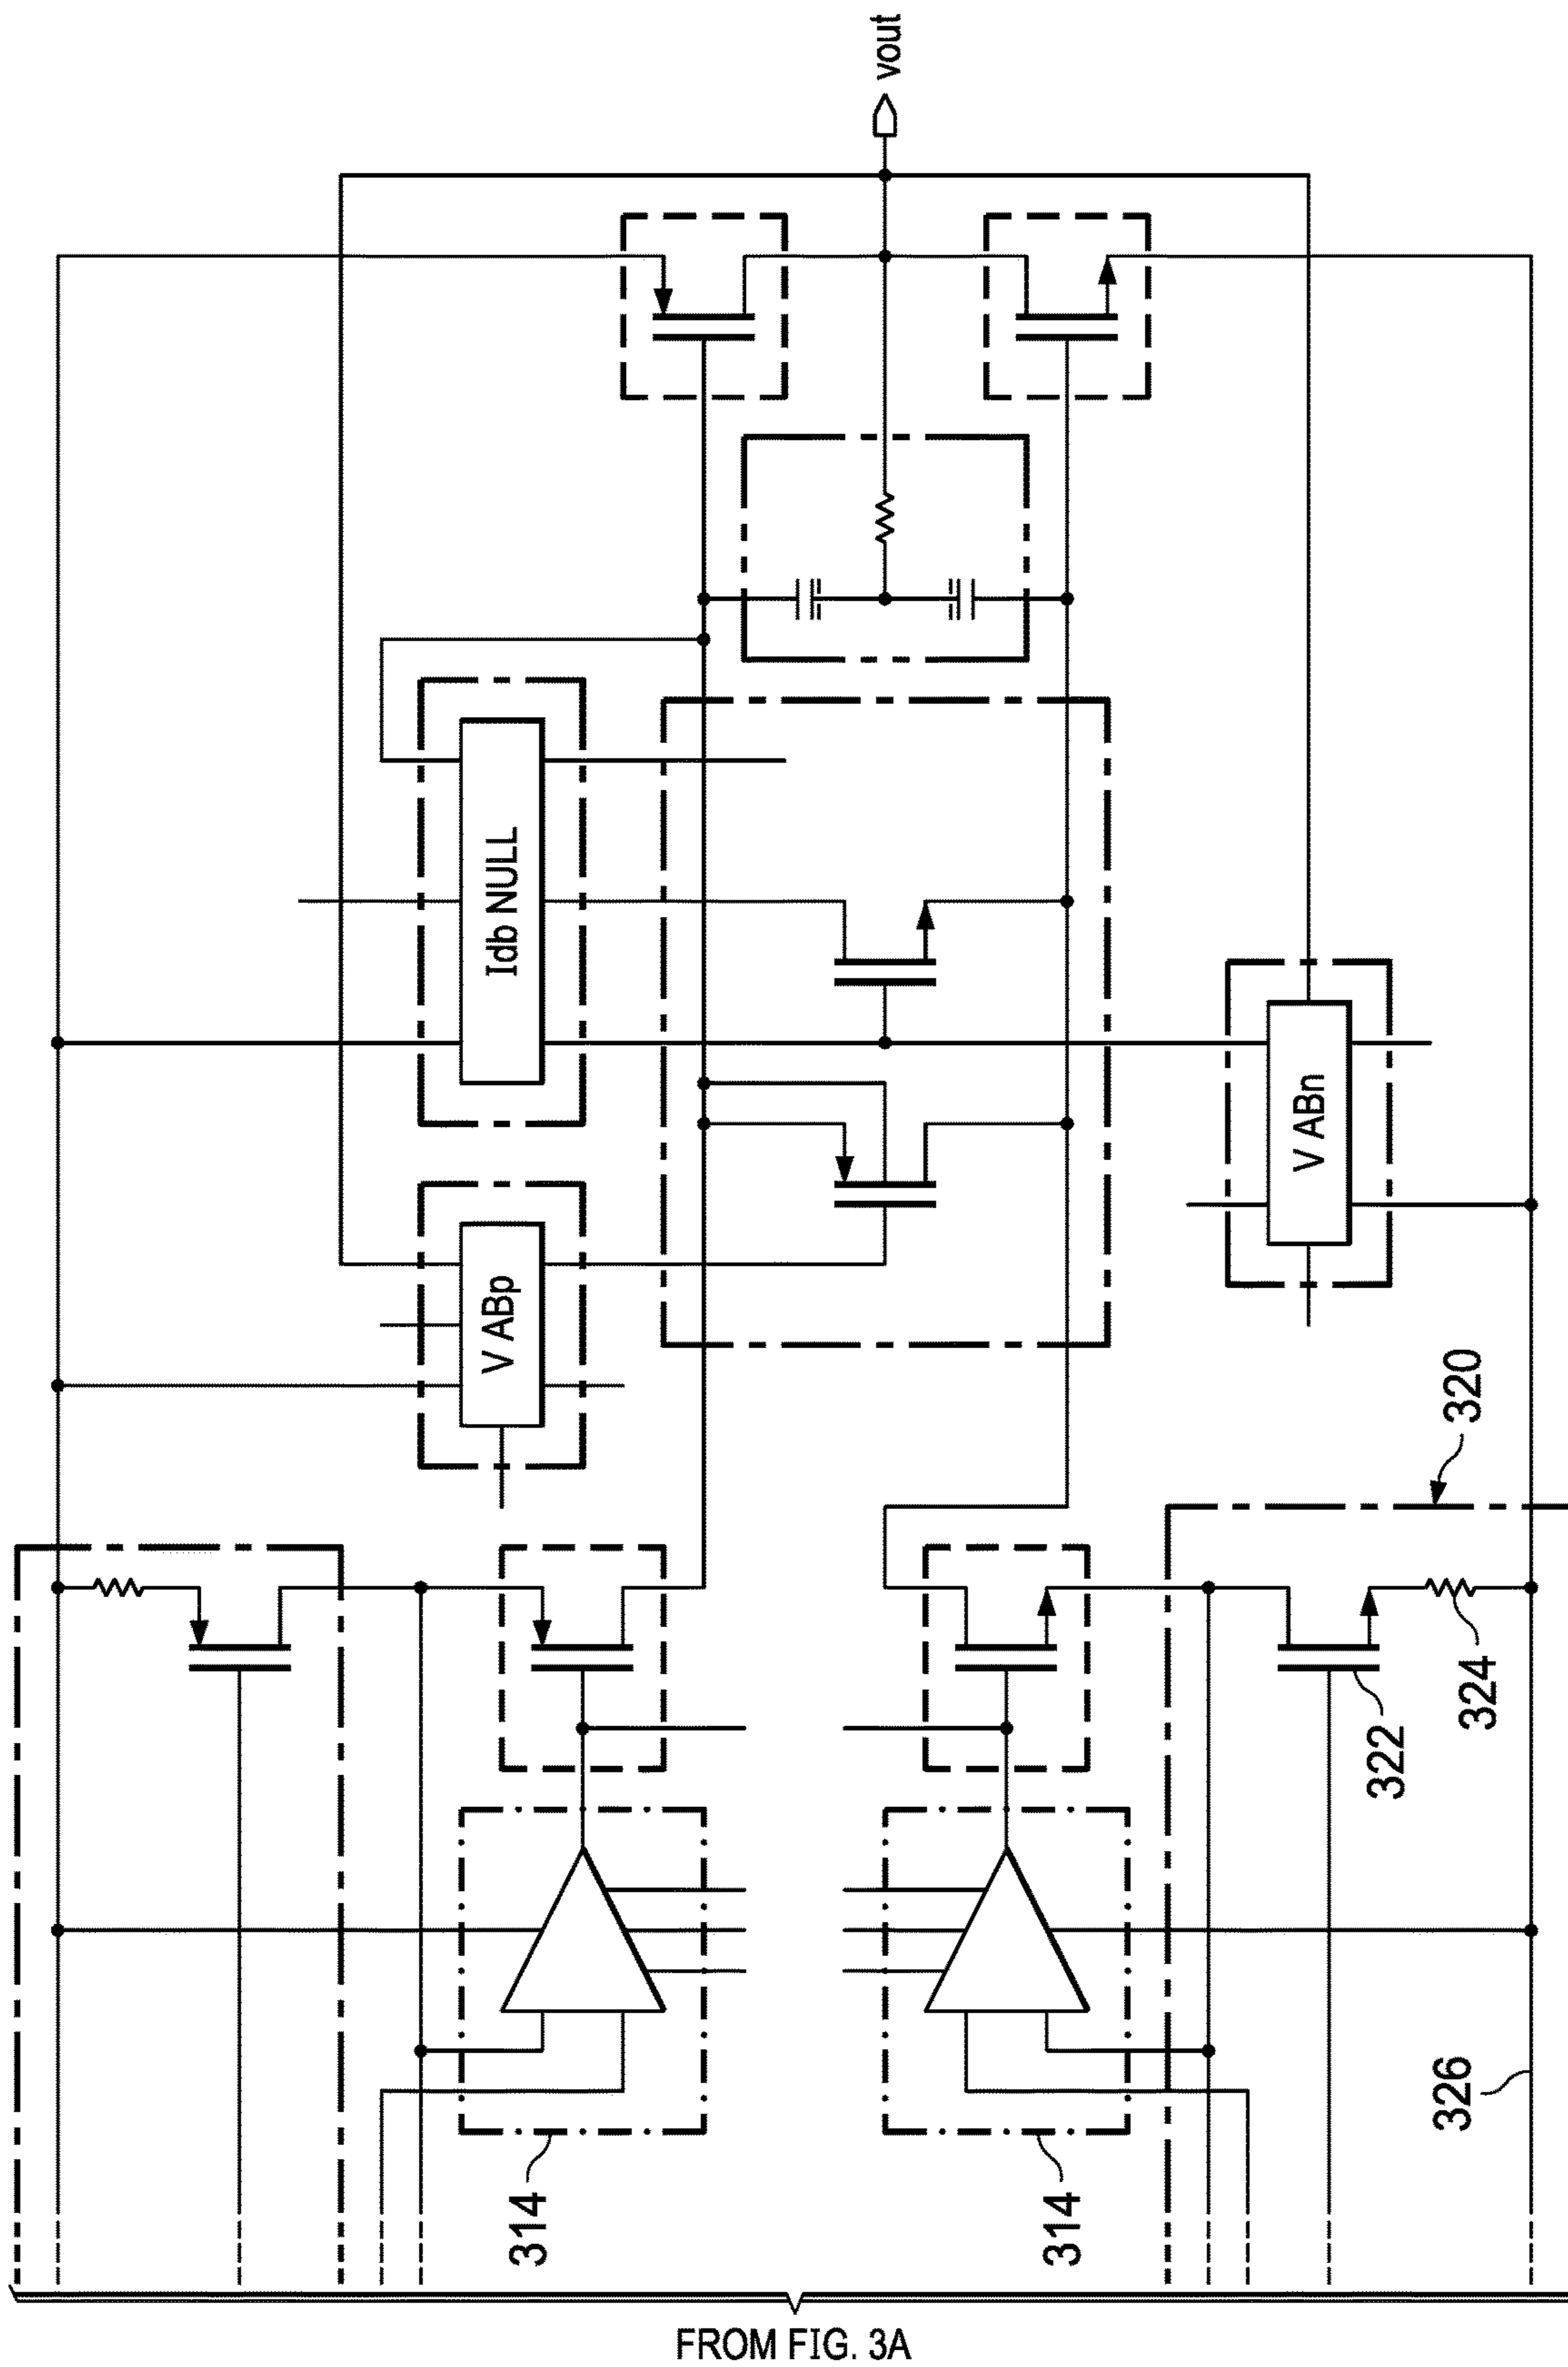 vout
Idb NULL
V ABp
V ABn
320
324
322
326
314
314
FROM FIG. 3A